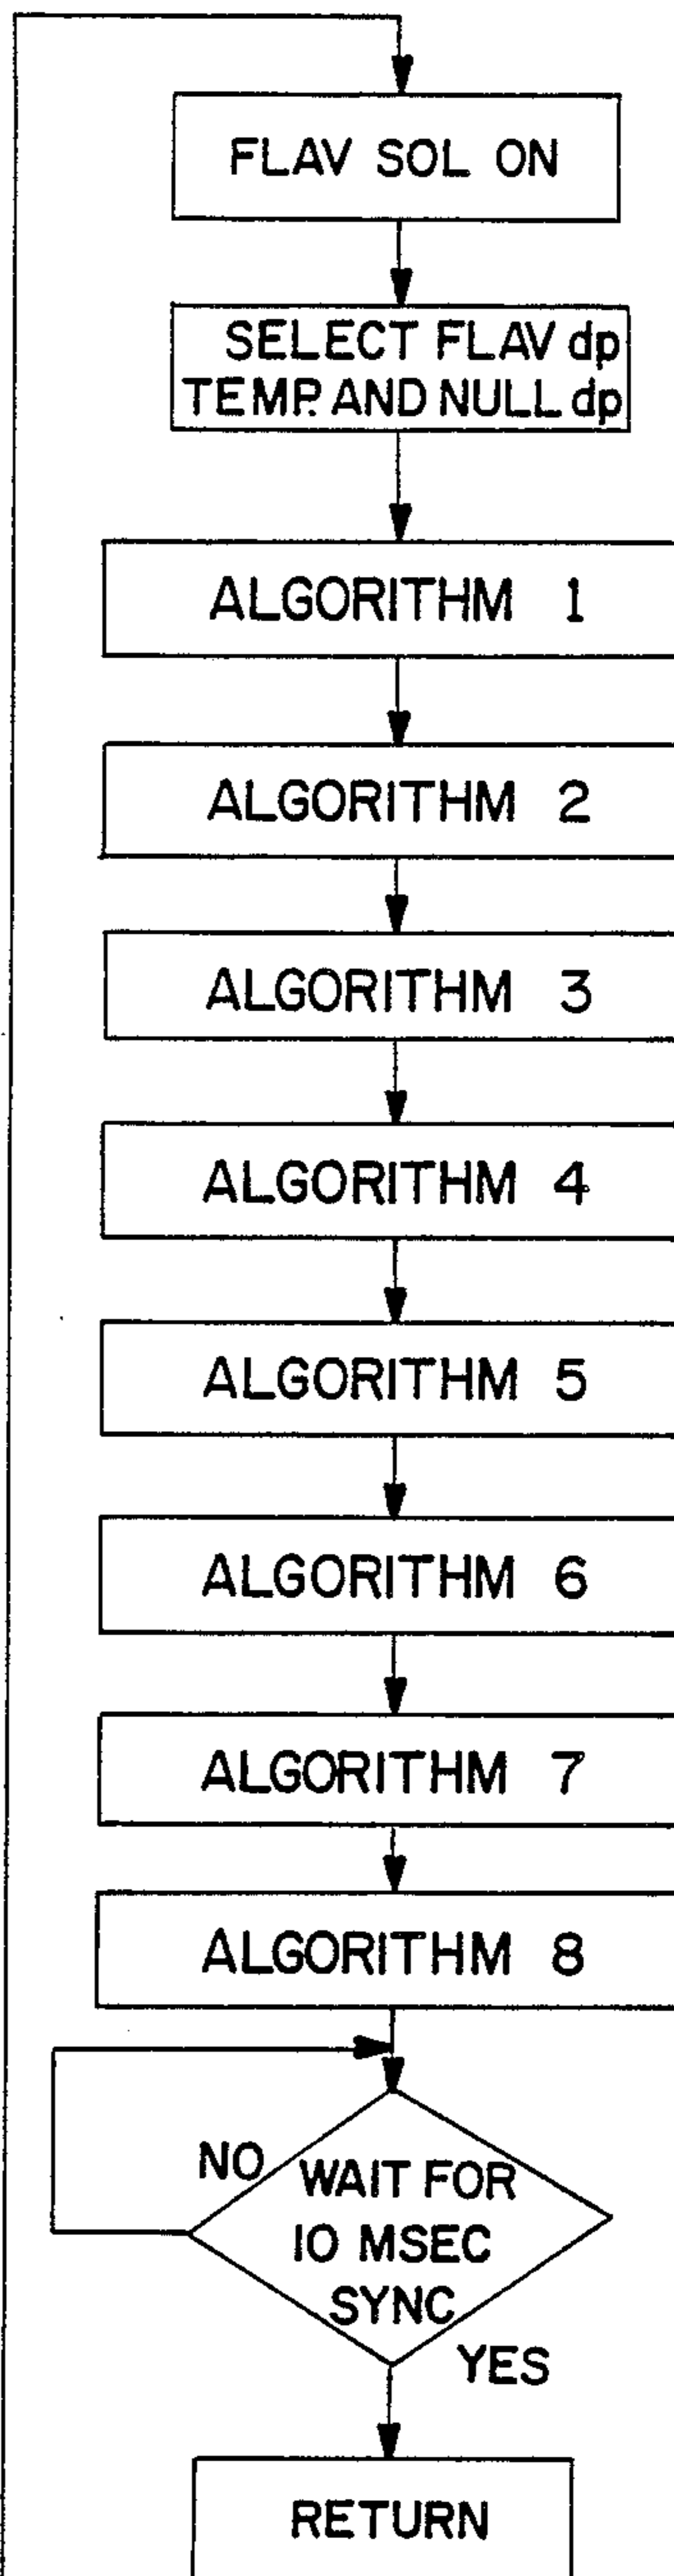 FLAV SOL ON
SELECT FLAV dp
TEMP. AND NULL dp
ALGORITHM 1
ALGORITHM 2
ALGORITHM 3
ALGORITHM 4
ALGORITHM 5
ALGORITHM 6
ALGORITHM 7
ALGORITHM 8
NO
WAIT FOR
10 MSEC
SYNC
YES
RETURN